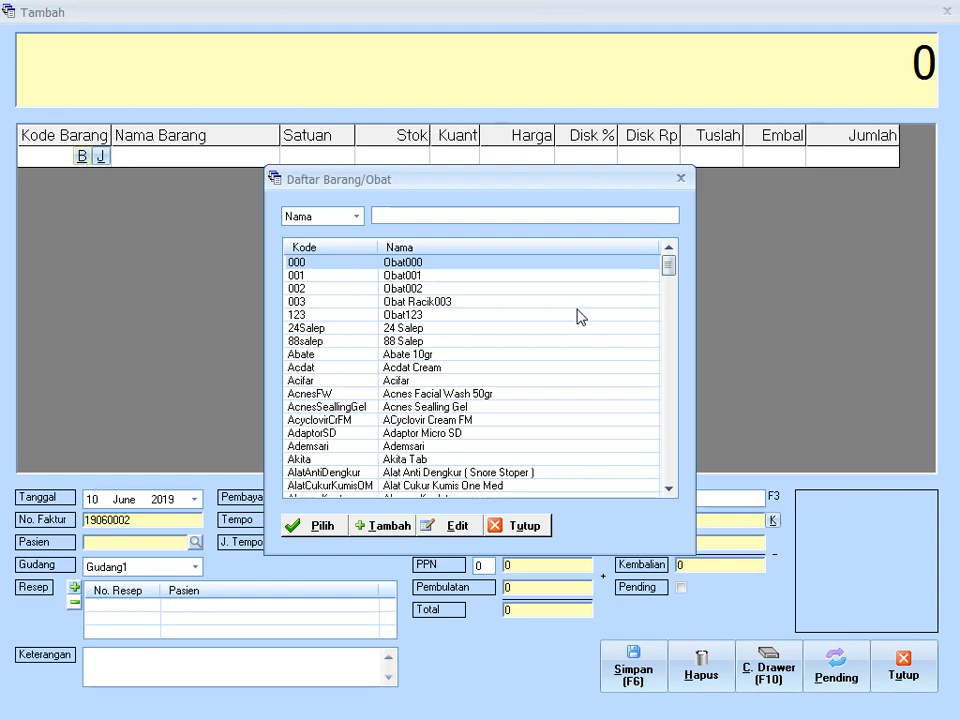 Tambah
0
Kode Barang Nama Barang Satuan Stok Kuant Harga Disk % Disk Rp Tuslah Embal Jumlah
B J
Daftar Barang/Obat
Nama
Kode Nama
000 Obat000
001 Obat001
002 Obat002
003 Obat Racik003
123 Obat123
24Salep 24 Salep
88salep 88 Salep
Abate Abate 10gr
Acdat Acdat Cream
Acifar Acifar
AcnesFW Acnes Facial Wash 50gr
AcnesSeallingGel Acnes Sealling Gel
AcyclovirCrFM ACyclovir Cream FM
AdaptorSD Adaptor Micro SD
Ademsari Ademsari
Akita Akita Tab
AlatAntiDengkur Alat Anti Dengkur ( Snore Stoper )
AlatCukurKumisOM Alat Cukur Kumis One Med
Pilih Tambah Edit Tutup
Tanggal 10 June 2019 Pembaya F3
No. Faktur 19060002 Tempo K
Pasien J. Tempo
Gudang Gudang1 PPN 0 0 + Kembalian 0
Resep No. Resep Pasien Pembulatan 0 Pending
Total 0
Keterangan
Simpan (F6) Hapus C. Drawer (F10) Pending Tutup